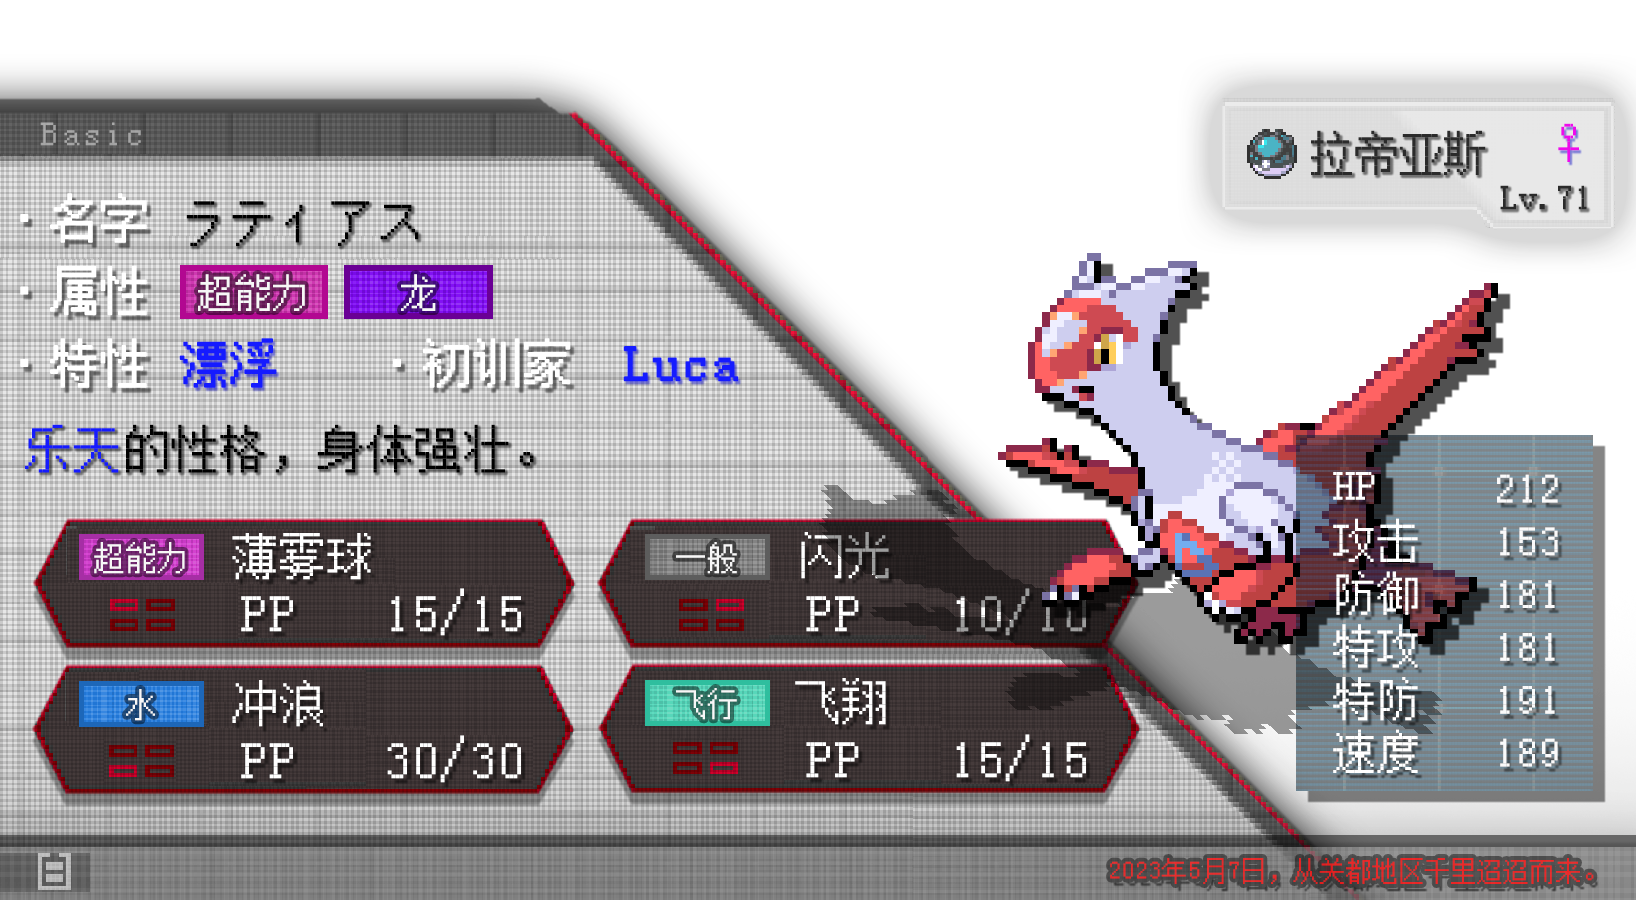 Basic
拉帝亚斯 ♀
Lv.71
·名字 ラティアス
·属性 超能力 龙
·特性 漂浮 ·初训家 Luca
乐天的性格，身体强壮。
超能力 薄雾球
PP 15/15
一般 闪光
PP 10/10
水 冲浪
PP 30/30
飞行 飞翔
PP 15/15
HP 212
攻击 153
防御 181
特攻 181
特防 191
速度 189
2023年5月7日，从关都地区千里迢迢而来。